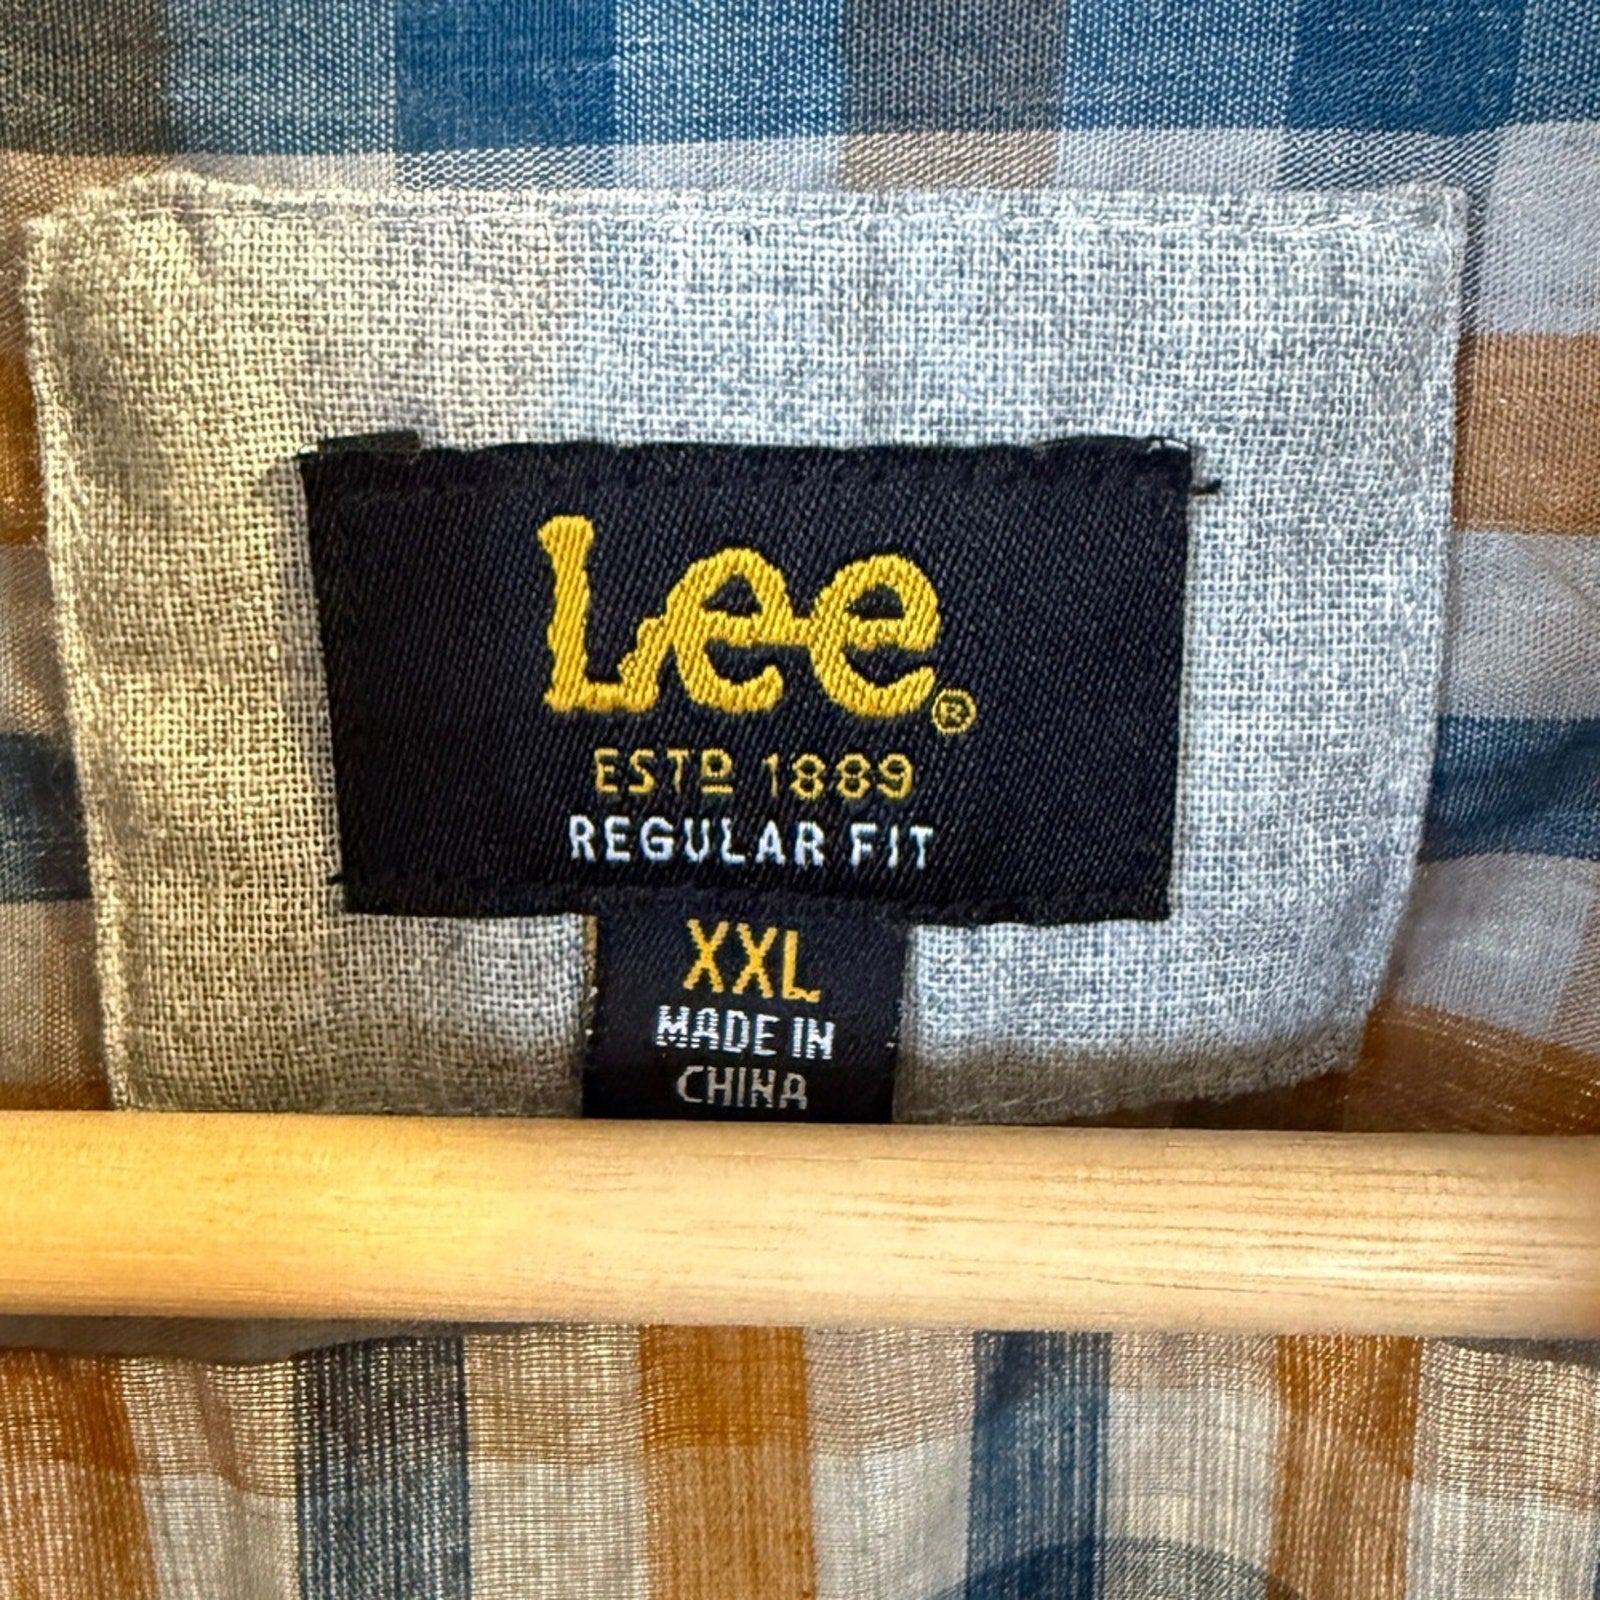 Lee®
ESTD 1889
REGULAR FIT
XXL
MADE IN
CHINA